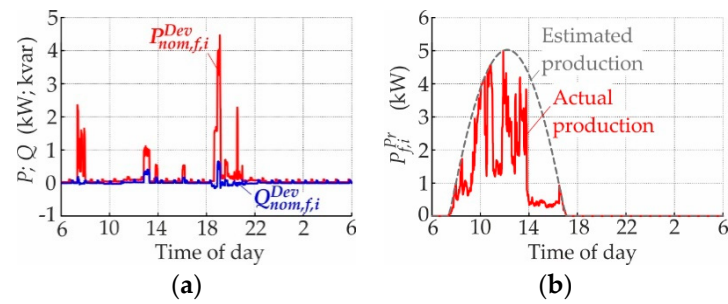 5
4
3
2
1
0
-1
P; Q (kW; kvar)
P^Dev_nom,f,i
Q^Dev_nom,f,i
6 10 14 18 22 2 6
Time of day
(a)
6
5
4
3
2
1
0
P^Pr_f,i (kW)
Estimated
production
Actual
production
6 10 14 18 22 2 6
Time of day
(b)